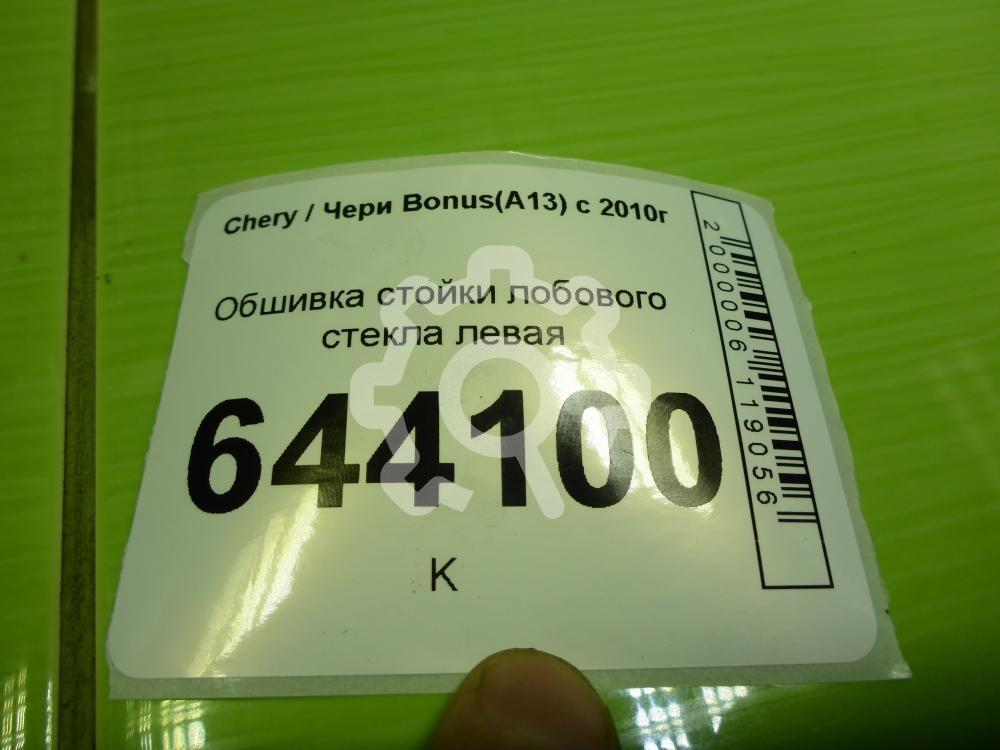 Chery / Чери Bonus(A13) с 2010г
Обшивка стойки лобового
стекла левая
644100
К
2000006119056